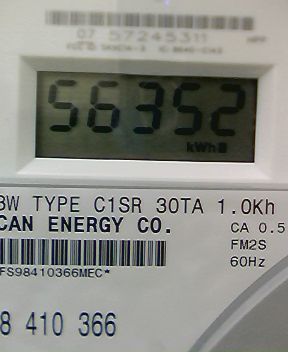 07 57245311
56352
kWh
3W TYPE C1SR 30TA 1.0Kh
CAN ENERGY CO.
CA 0.5
FM2S
60Hz
FS98410366MEC*
8 410 366